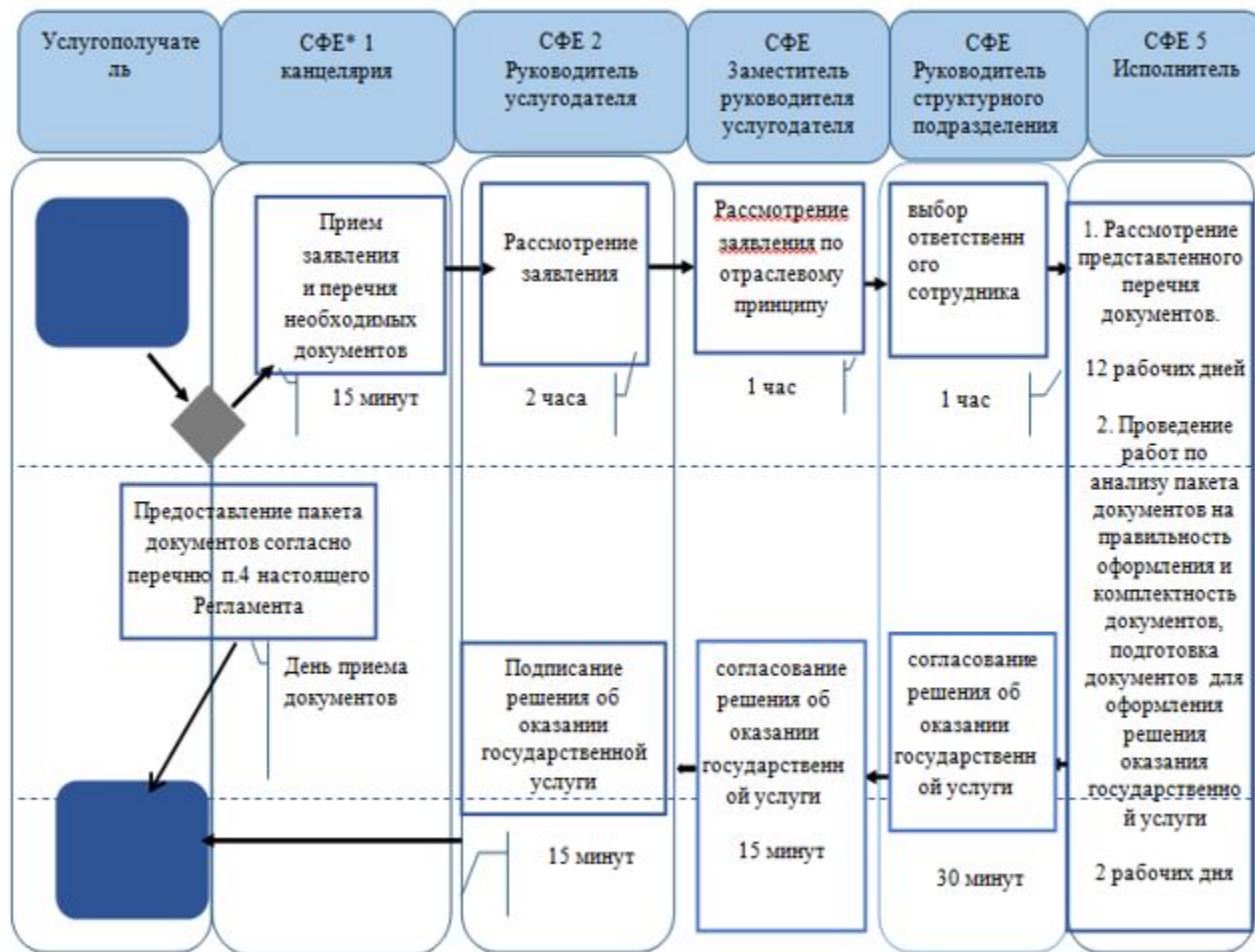 Услугополучате
ль
СФЕ* 1
канцелярия
СФЕ 2
Руководитель
услугодателя
СФЕ
Заместитель
руководителя
услугодателя
СФЕ
Руководитель
структурного
подразделения
СФЕ 5
Исполнитель
Прием
заявления
и перечня
необходимых
документов
15 минут
Рассмотрение
заявления
2 часа
Рассмотрение
заявления по
отраслевому
принципу
1 час
выбор
ответственн
ого
сотрудника
1 час
1. Рассмотрение
представленного
перечня
документов.
12 рабочих дней
2. Проведение
работ по
анализу пакета
документов на
правильность
оформления и
комплектность
документов,
подготовка
документов для
оформления
решения
оказания
государственно
й услуги
2 рабочих дня
Предоставление пакета
документов согласно
перечню п.4 настоящего
Регламента
День приема
документов
Подписание
решения об
оказании
государственной
услуги
15 минут
согласование
решения об
оказании
государственн
ой услуги
15 минут
согласование
решения об
оказании
государственн
ой услуги
30 минут